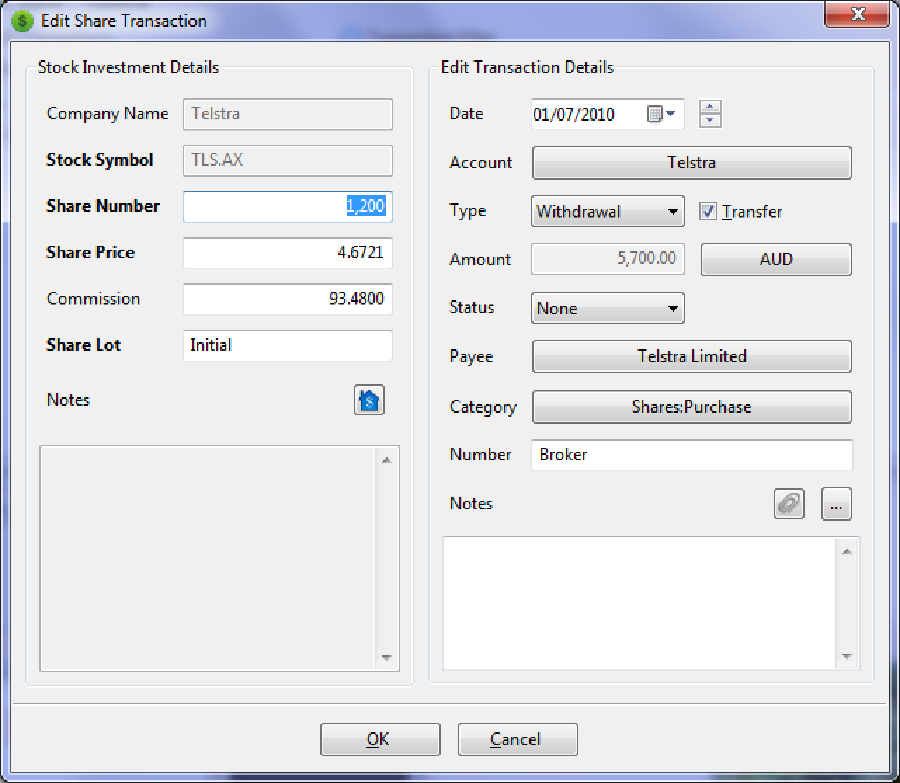 Edit Share Transaction
Stock Investment Details
Company Name Telstra
Stock Symbol TLS.AX
Share Number 1,200
Share Price 4.6721
Commission 93.4800
Share Lot Initial
Notes
Edit Transaction Details
Date 01/07/2010
Account Telstra
Type Withdrawal Transfer
Amount 5,700.00 AUD
Status None
Payee Telstra Limited
Category Shares:Purchase
Number Broker
Notes ...
OK Cancel